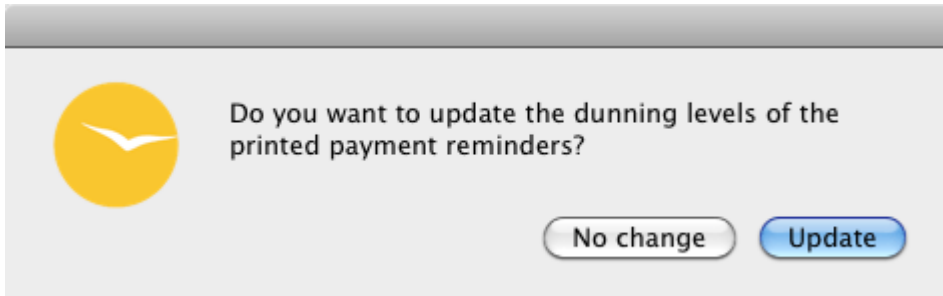 Do you want to update the dunning levels of the
printed payment reminders?
No change
Update